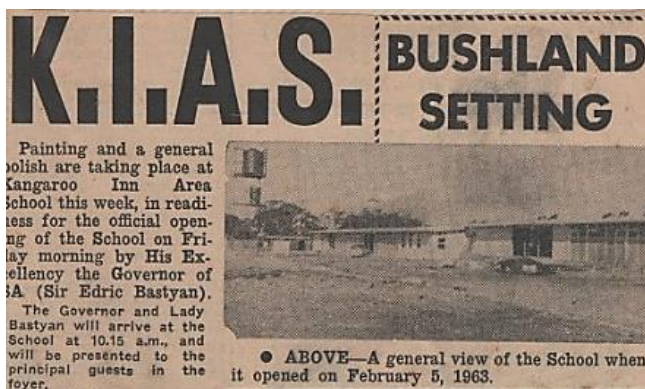 K.I.A.S.
BUSHLAND
SETTING
Painting and a general
polish are taking place at
Kangaroo Inn Area
School this week, in readi-
ness for the official open-
ing of the School on Fri-
day morning by His Ex-
cellency the Governor of
SA (Sir Edric Bastyan).
The Governor and Lady
Bastyan will arrive at the
School at 10.15 a.m., and
will be presented to the
principal guests in the
foyer.
● ABOVE—A general view of the School when
it opened on February 5, 1963.